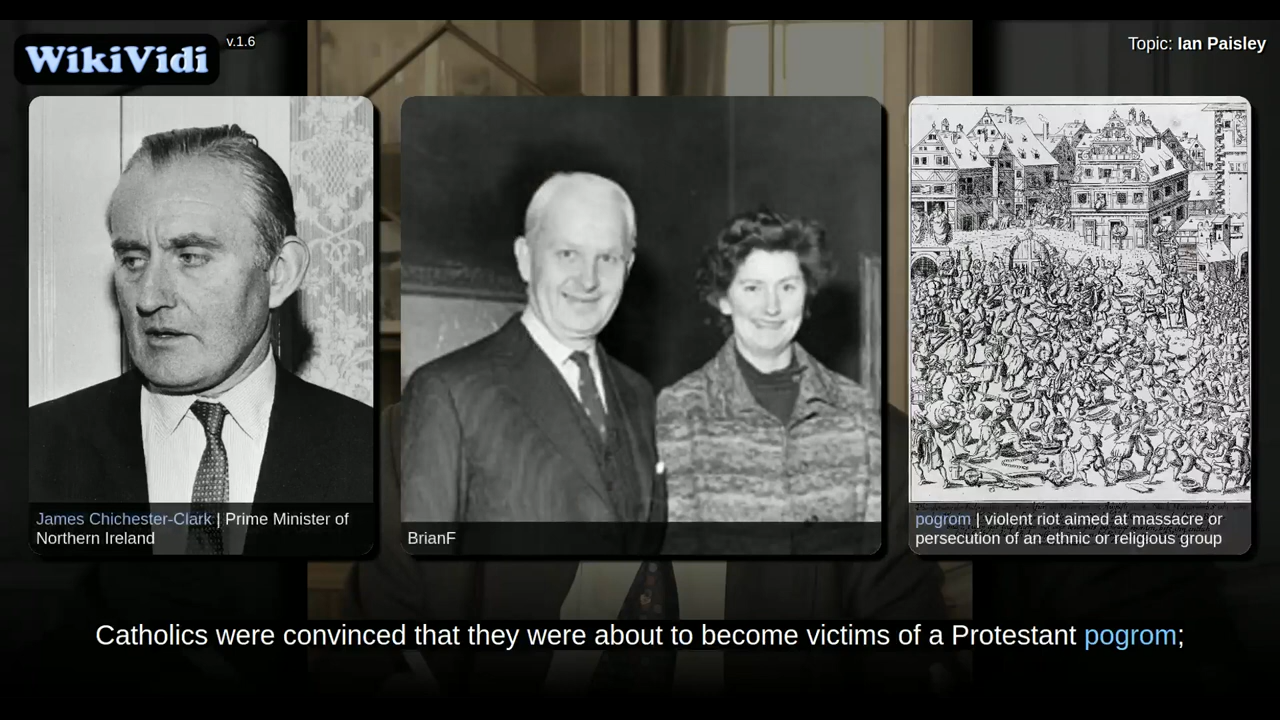 WikiVidi
v.1.6
Topic: Ian Paisley
James Chichester-Clark | Prime Minister of
Northern Ireland
BrianF
pogrom | violent riot aimed at massacre or
persecution of an ethnic or religious group
Catholics were convinced that they were about to become victims of a Protestant pogrom;